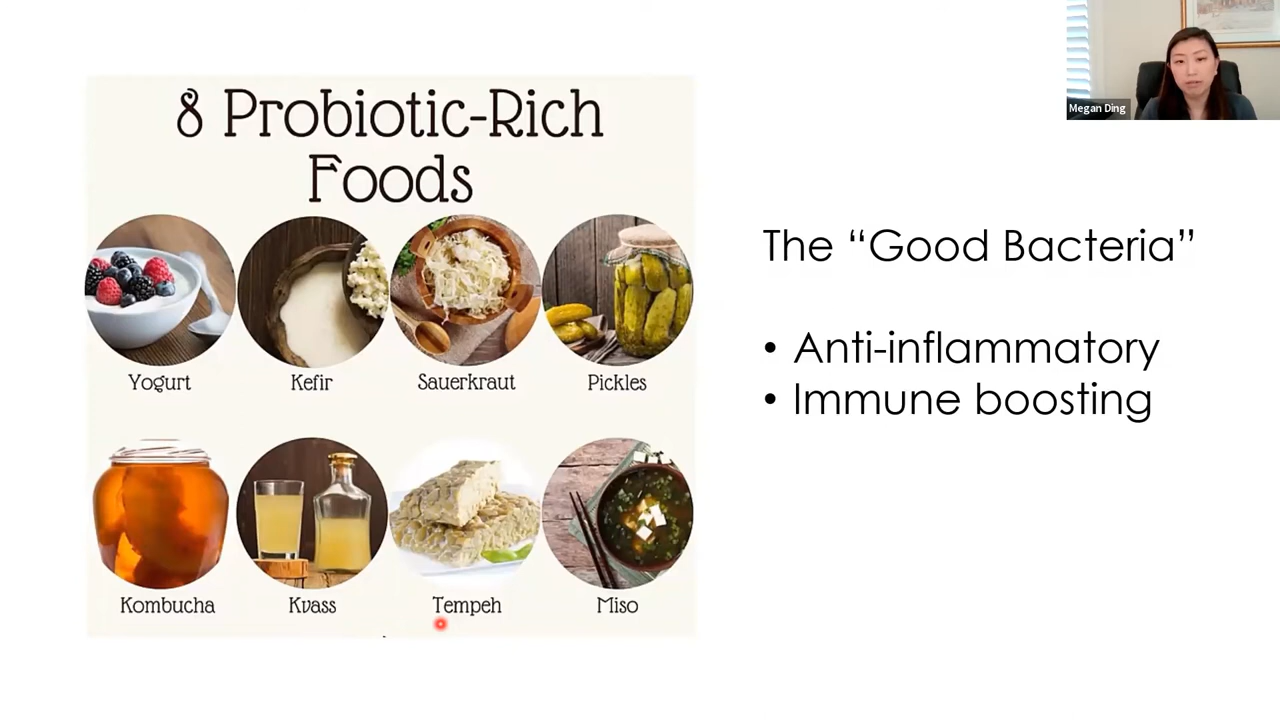 Megan Ding
8 Probiotic-Rich
Foods
Yogurt
Kefir
Sauerkraut
Pickles
Kombucha
Kvass
Tempeh
Miso
The “Good Bacteria”
• Anti-inflammatory
• Immune boosting